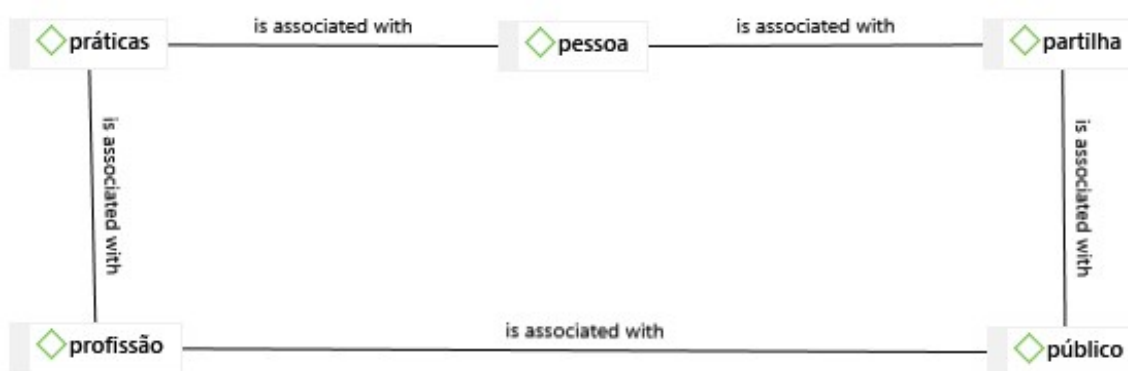 práticas
is associated with
pessoa
is associated with
partilha
is associated with
is associated with
profissão
is associated with
público